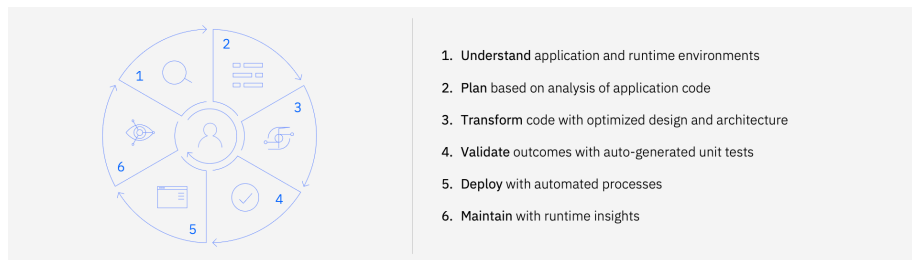 1
2
3
4
5
6
1. Understand application and runtime environments
2. Plan based on analysis of application code
3. Transform code with optimized design and architecture
4. Validate outcomes with auto-generated unit tests
5. Deploy with automated processes
6. Maintain with runtime insights